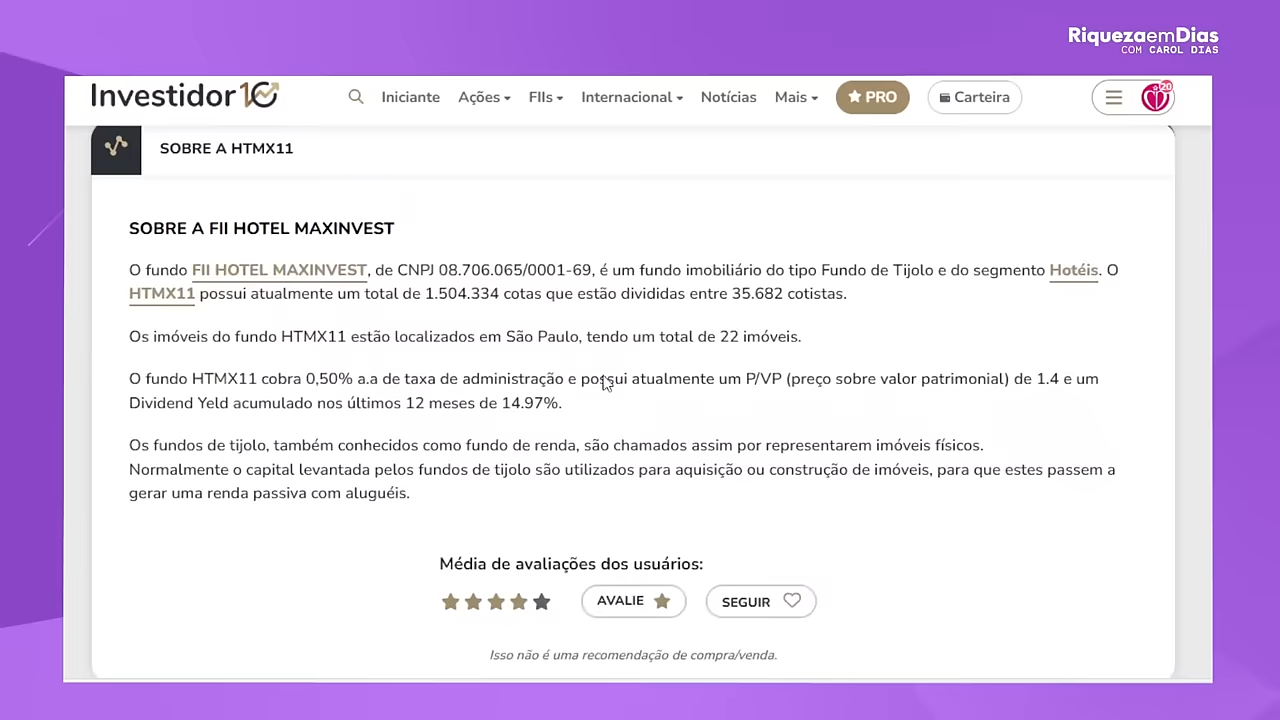 RiquezaemDias
COM CAROL DIAS
Investidor10
Iniciante Ações FIIs Internacional Notícias Mais PRO Carteira 20
SOBRE A HTMX11
SOBRE A FII HOTEL MAXINVEST
O fundo FII HOTEL MAXINVEST, de CNPJ 08.706.065/0001-69, é um fundo imobiliário do tipo Fundo de Tijolo e do segmento Hotéis. O
HTMX11 possui atualmente um total de 1.504.334 cotas que estão divididas entre 35.682 cotistas.
Os imóveis do fundo HTMX11 estão localizados em São Paulo, tendo um total de 22 imóveis.
O fundo HTMX11 cobra 0,50% a.a de taxa de administração e possui atualmente um P/VP (preço sobre valor patrimonial) de 1.4 e um
Dividend Yeld acumulado nos últimos 12 meses de 14.97%.
Os fundos de tijolo, também conhecidos como fundo de renda, são chamados assim por representarem imóveis físicos.
Normalmente o capital levantada pelos fundos de tijolo são utilizados para aquisição ou construção de imóveis, para que estes passem a
gerar uma renda passiva com aluguéis.
Média de avaliações dos usuários:
AVALIE SEGUIR
Isso não é uma recomendação de compra/venda.